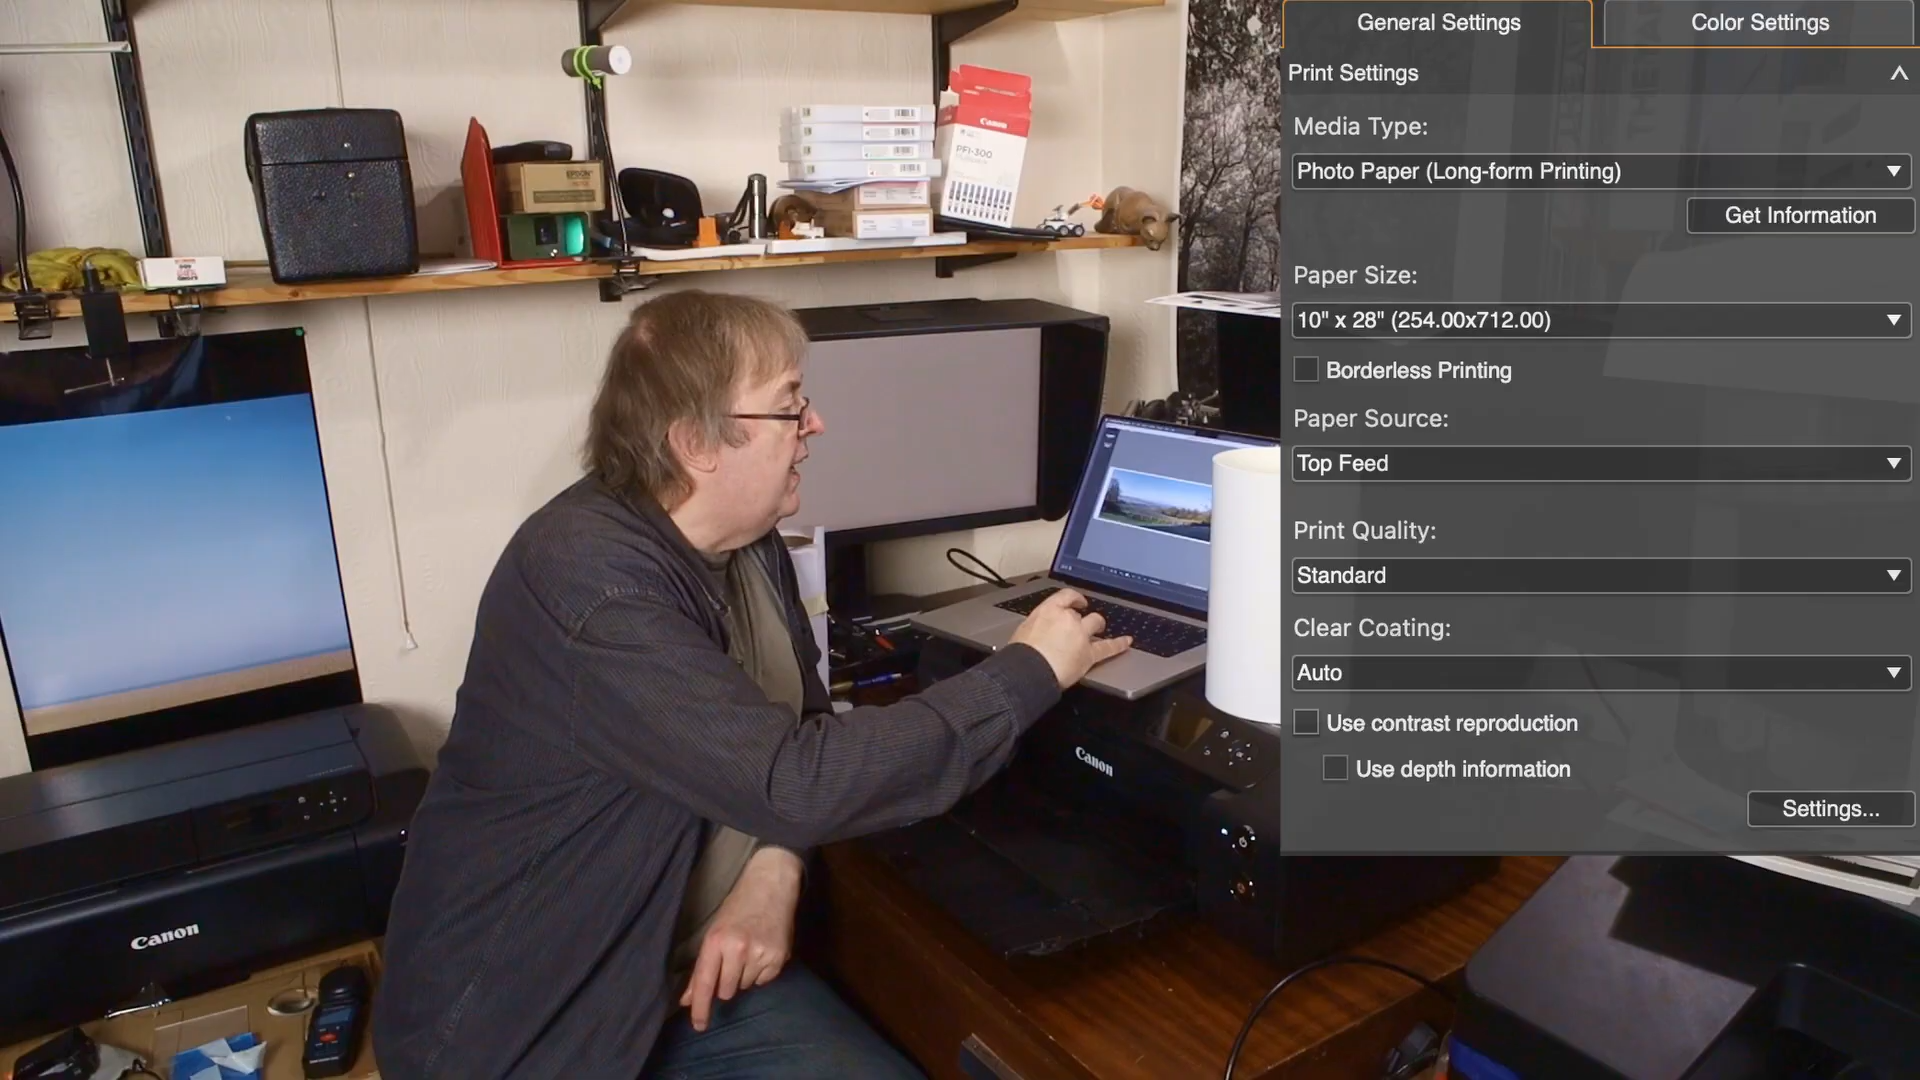 General Settings
Color Settings
Print Settings
Media Type:
Photo Paper (Long-form Printing)
Get Information
Paper Size:
10" x 28" (254.00x712.00)
Borderless Printing
Paper Source:
Top Feed
Print Quality:
Standard
Clear Coating:
Auto
Use contrast reproduction
Use depth information
Settings...
Canon
PFI-300
EPSON
Canon
Canon